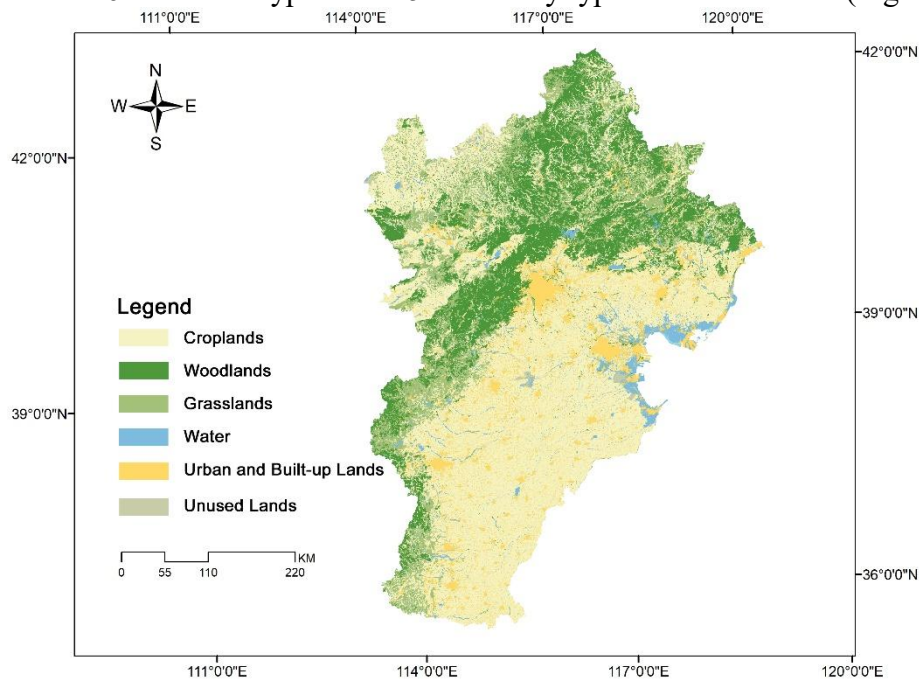 111°0'0"E 114°0'0"E 117°0'0"E 120°0'0"E
42°0'0"N
N
W E
S
42°0'0"N
Legend
Croplands
39°0'0"N
Woodlands
Grasslands
39°0'0"N
Water
Urban and Built-up Lands
Unused Lands
KM
0 55 110 220
36°0'0"N
111°0'0"E 114°0'0"E 117°0'0"E 120°0'0"E